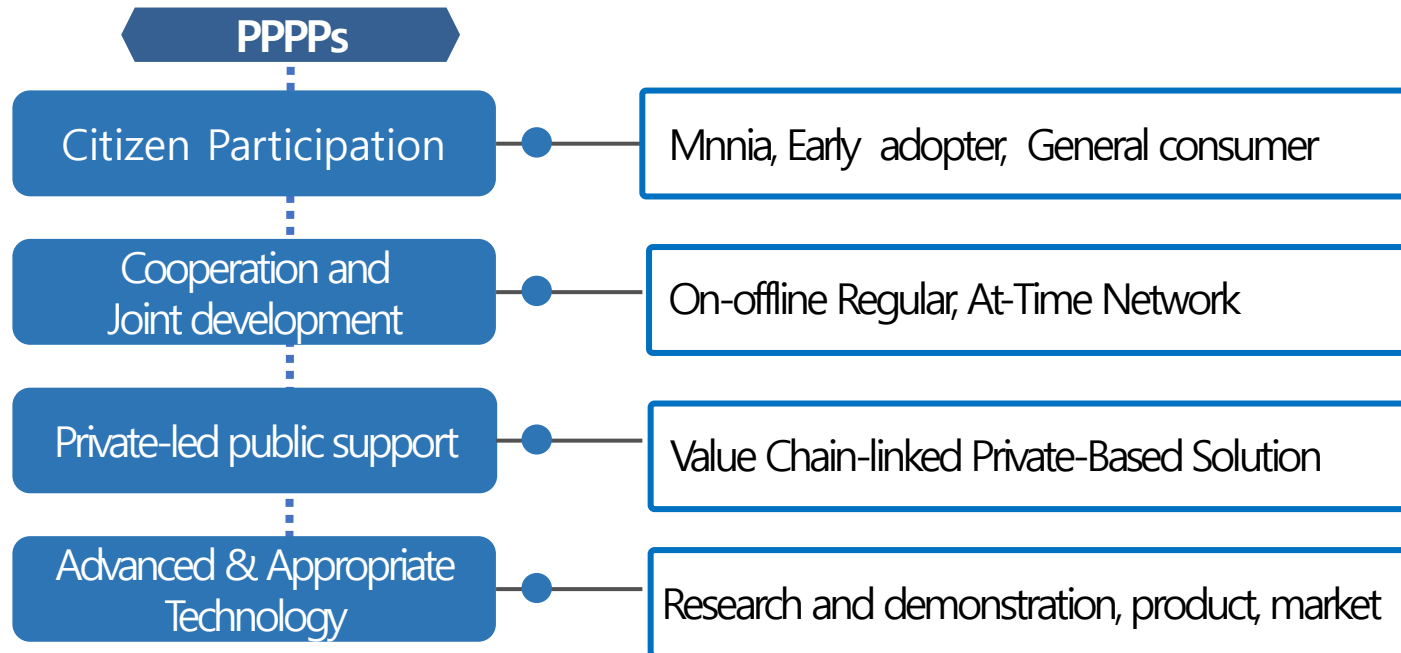 PPPPs
Citizen Participation
Mnnia, Early adopter, General consumer
Cooperation and
Joint development
On-offline Regular, At-Time Network
Private-led public support
Value Chain-linked Private-Based Solution
Advanced & Appropriate
Technology
Research and demonstration, product, market